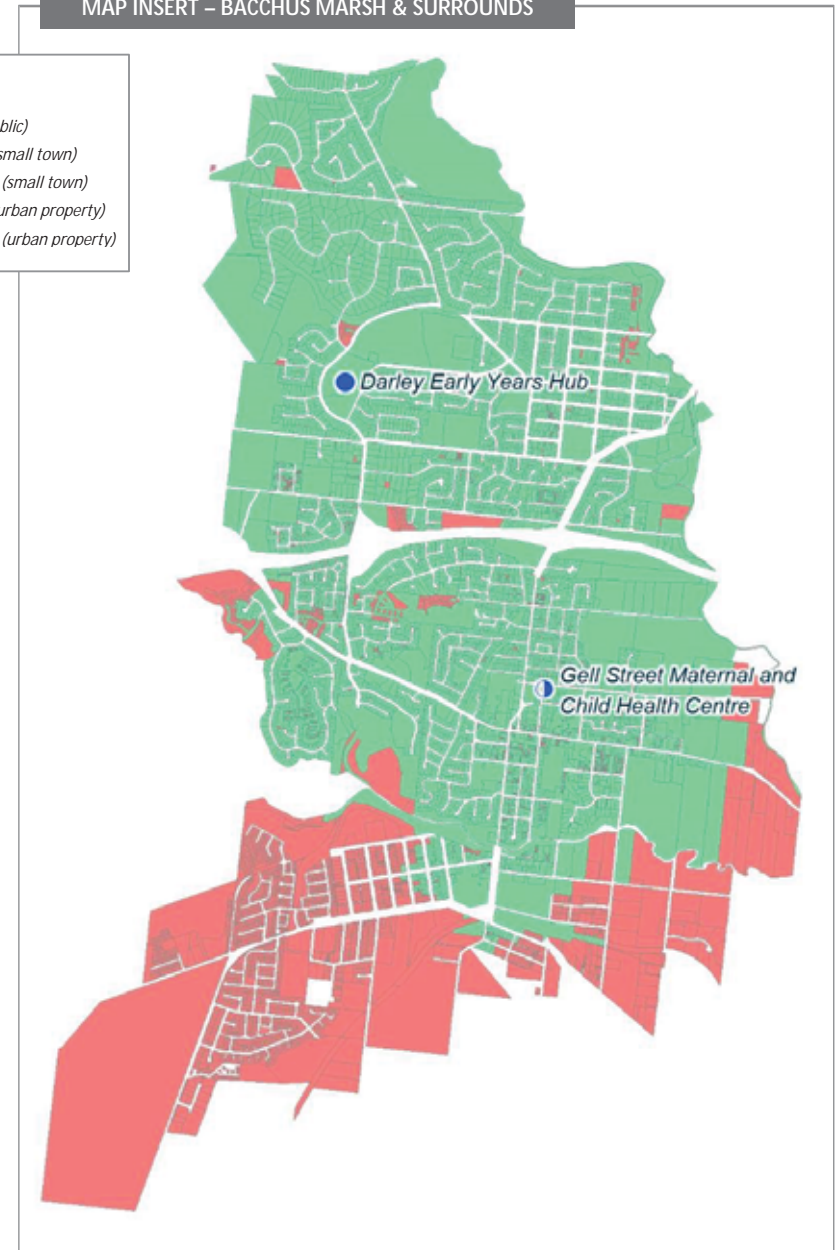 MAP INSERT – BACCHUS MARSH & SURROUNDS
blic)
small town)
(small town)
urban property)
(urban property)
Darley Early Years Hub
Gell Street Maternal and
Child Health Centre